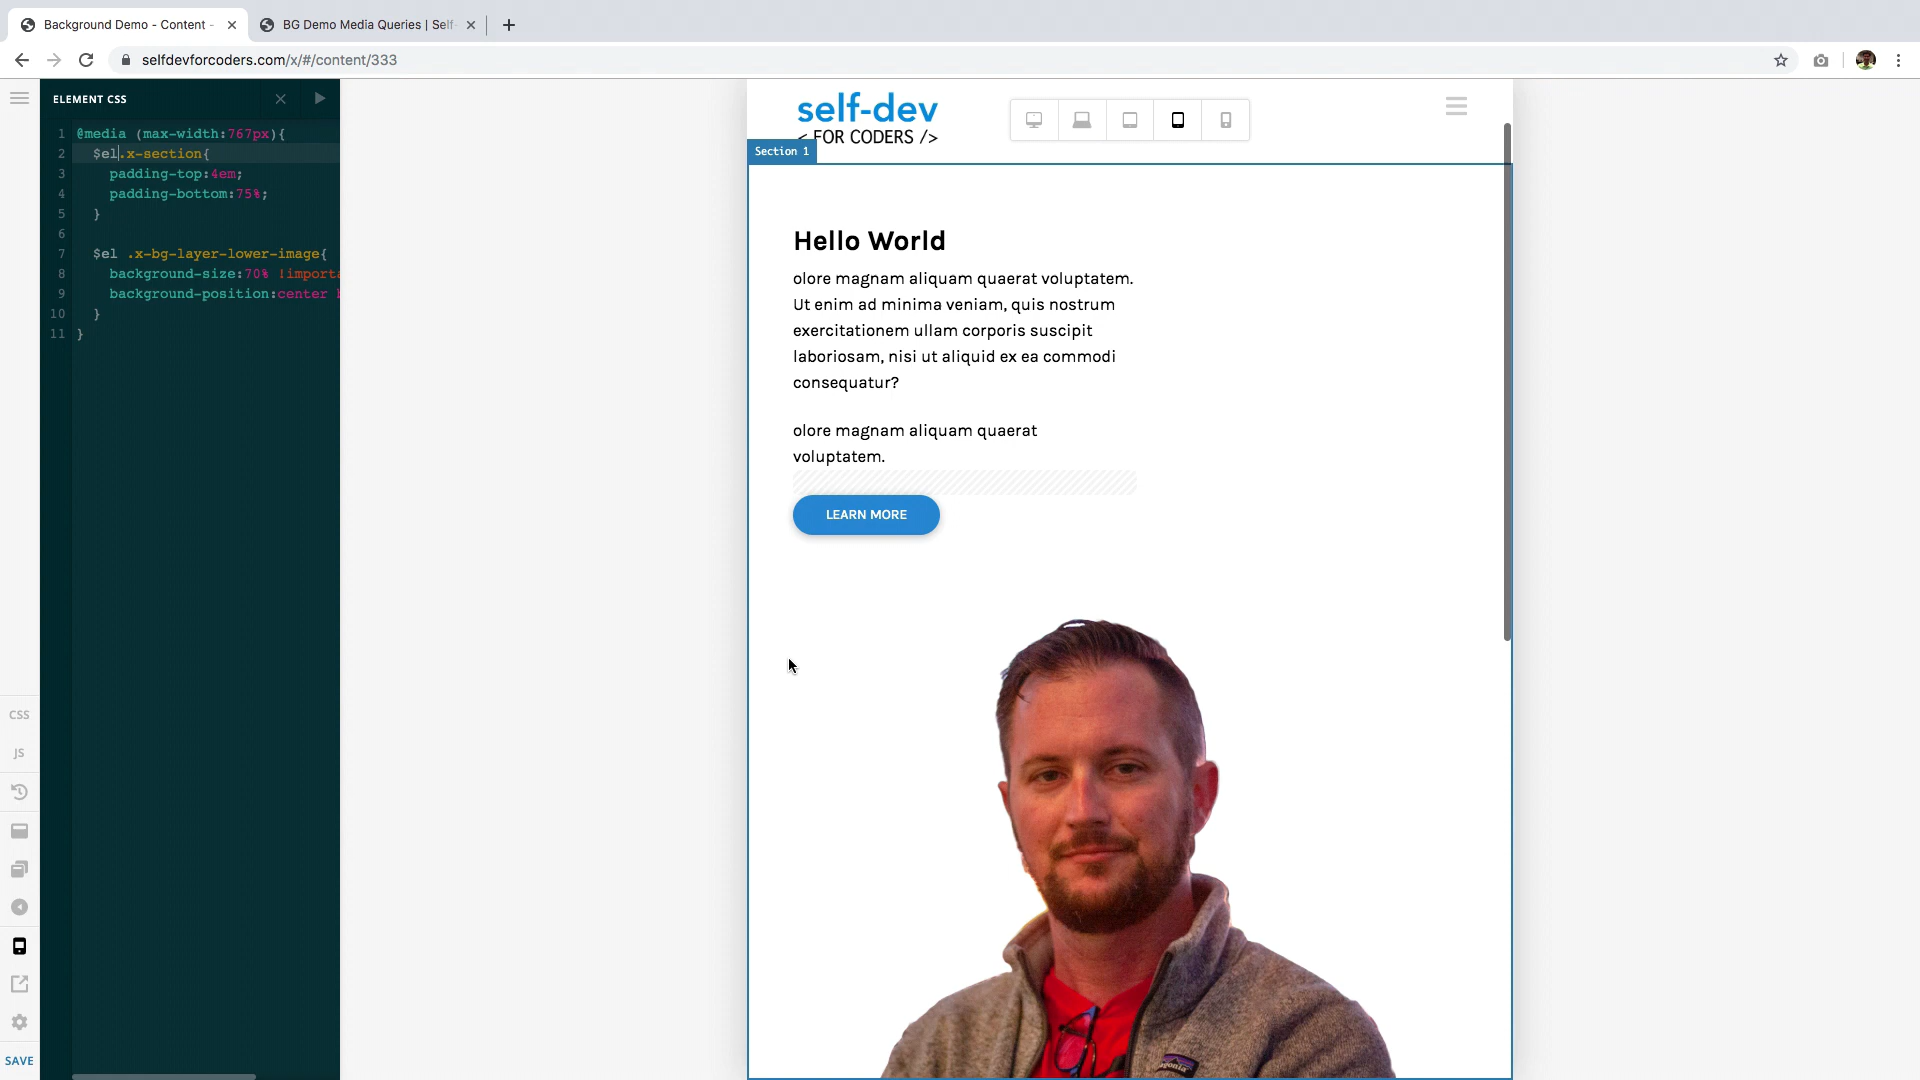 Background Demo - Content -
BG Demo Media Queries | Self-
selfdevforcoders.com/x/#/content/333
ELEMENT CSS
1 @media (max-width:767px){
2 $el.x-section{
3 padding-top:4em;
4 padding-bottom:75%;
5 }
6
7 $el .x-bg-layer-lower-image{
8 background-size:70% !importa
9 background-position:center
10 }
11 }
CSS
JS
SAVE
self-dev
< FOR CODERS />
Section 1
Hello World
olore magnam aliquam quaerat voluptatem.
Ut enim ad minima veniam, quis nostrum
exercitationem ullam corporis suscipit
laboriosam, nisi ut aliquid ex ea commodi
consequatur?
olore magnam aliquam quaerat
voluptatem.
LEARN MORE
patagonia